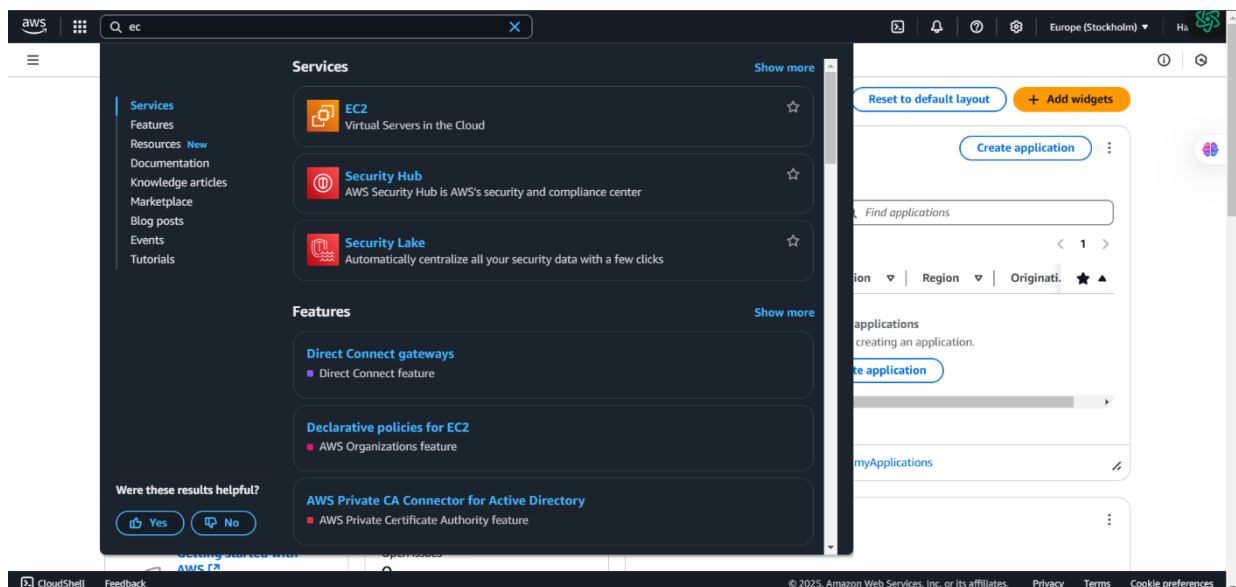 aws
ec
Europe (Stockholm)
Services
Show more
Services
Features
Resources New
Documentation
Knowledge articles
Marketplace
Blog posts
Events
Tutorials
EC2
Virtual Servers in the Cloud
Security Hub
AWS Security Hub is AWS's security and compliance center
Security Lake
Automatically centralize all your security data with a few clicks
Features
Show more
Direct Connect gateways
Direct Connect feature
Declarative policies for EC2
AWS Organizations feature
AWS Private CA Connector for Active Directory
AWS Private Certificate Authority feature
Were these results helpful?
Yes
No
Reset to default layout
+ Add widgets
Create application
Find applications
1
ion
Region
Originati.
applications
creating an application.
te application
myApplications
AWS
CloudShell
Feedback
© 2025, Amazon Web Services, Inc. or its affiliates.
Privacy
Terms
Cookie preferences